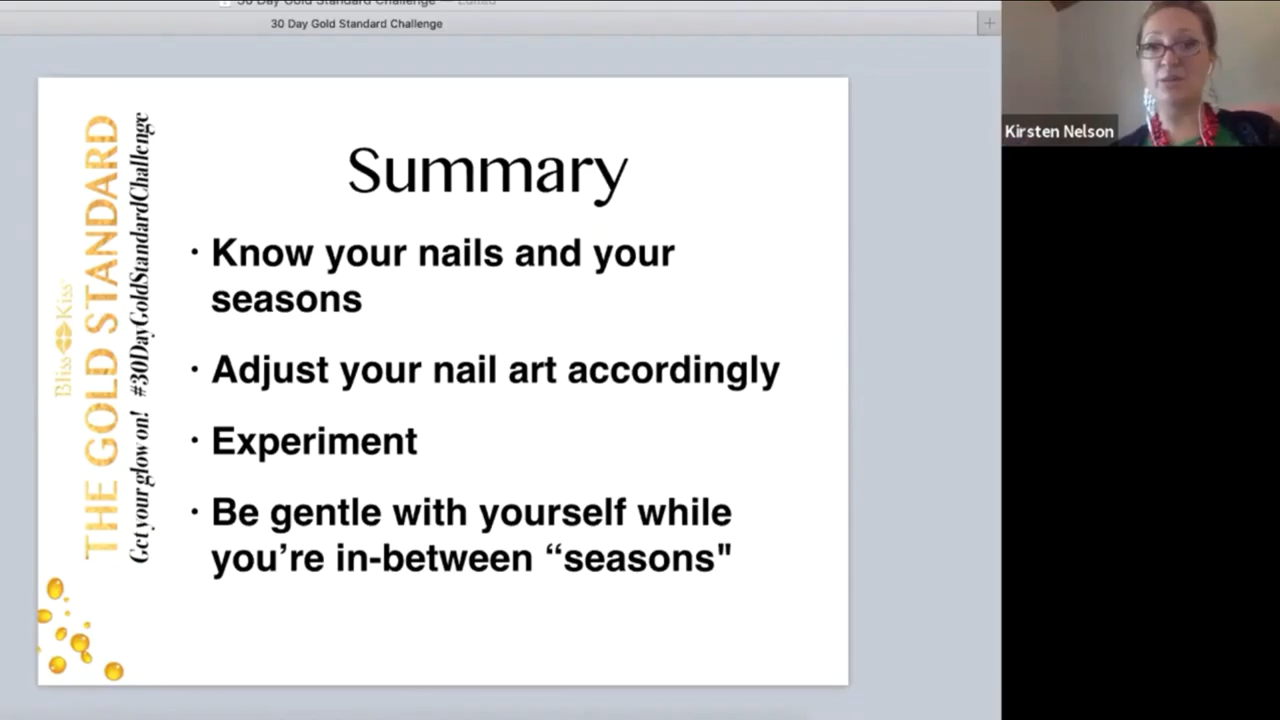 30 Day Gold Standard Challenge — Edited
30 Day Gold Standard Challenge
Kirsten Nelson
Bliss Kiss
THE GOLD STANDARD
Get your glow on! #30DayGoldStandardChallenge
Summary
· Know your nails and your
seasons
· Adjust your nail art accordingly
· Experiment
· Be gentle with yourself while
you’re in-between “seasons"